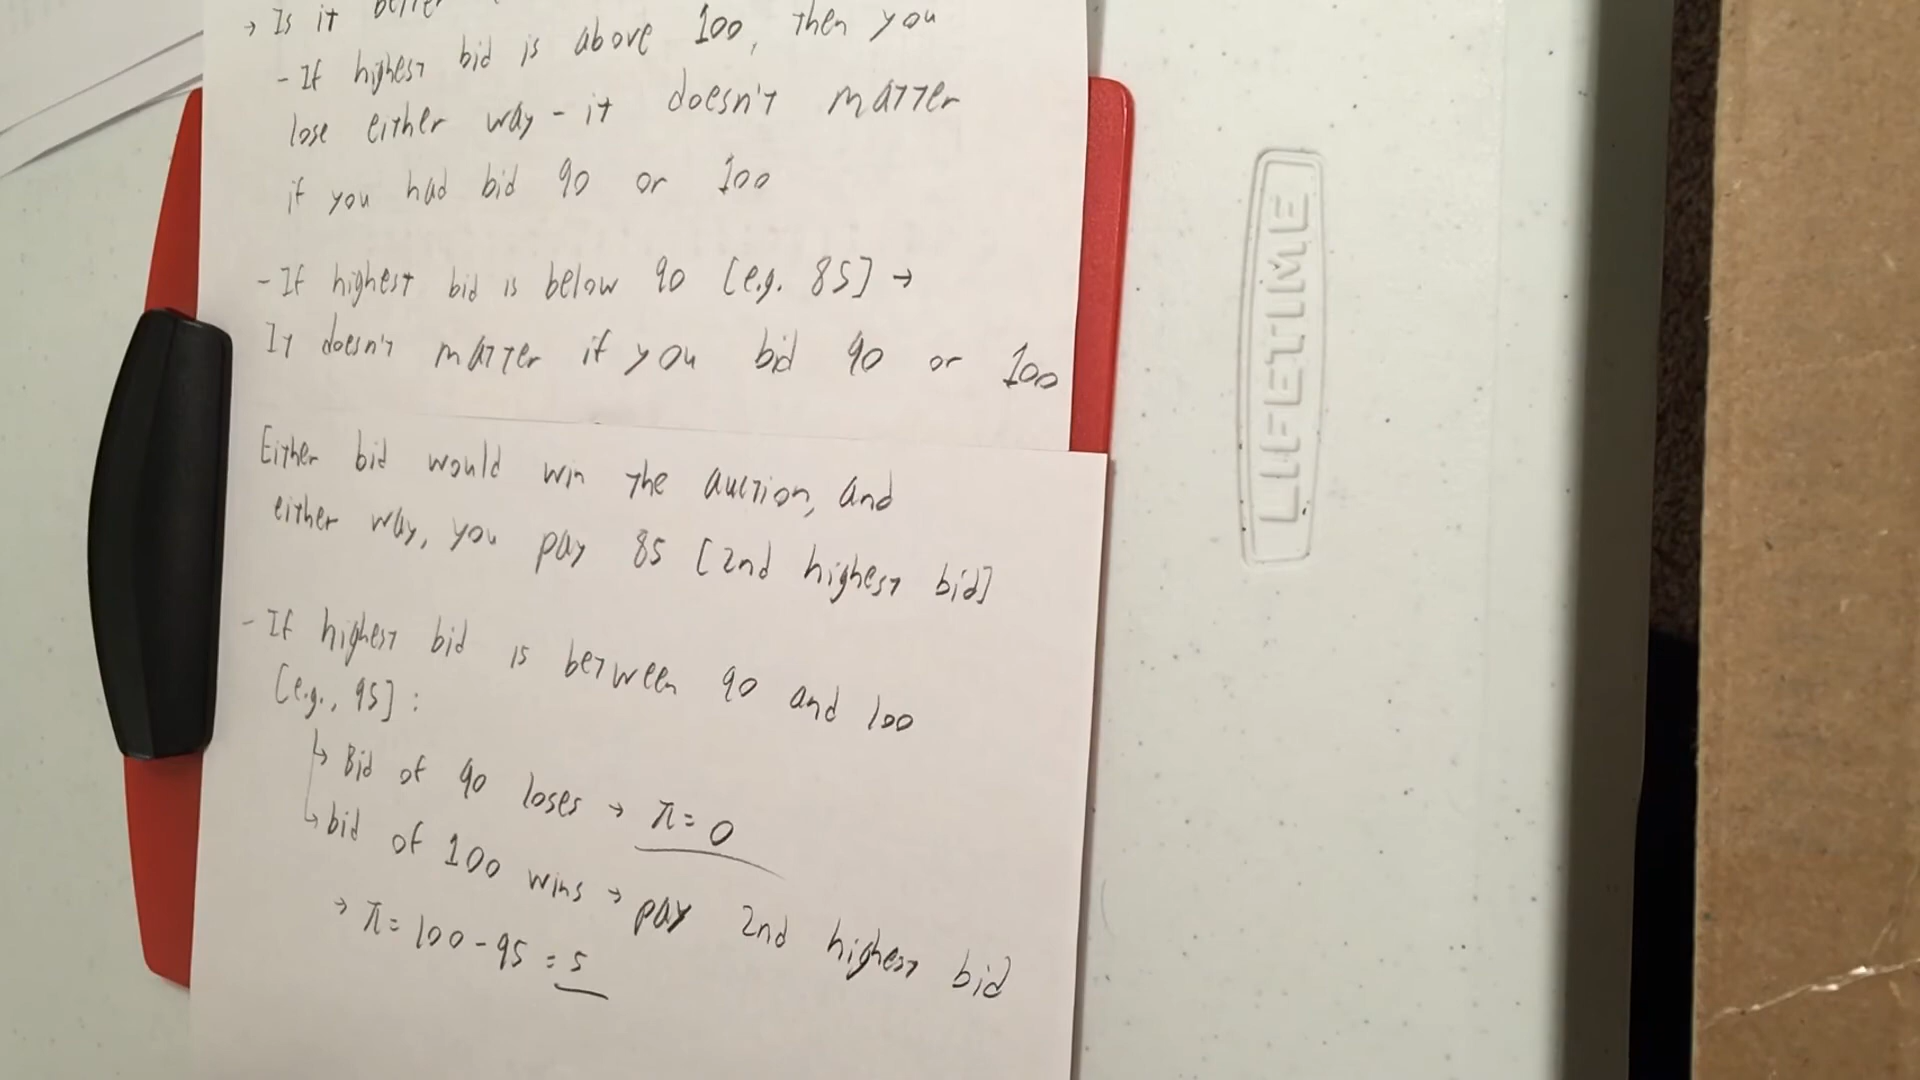 → Is it better
- If highest bid is above 100, then you
lose either way - it doesn't matter
if you had bid 90 or 100
- If highest bid is below 90 [e.g. 85] →
It doesn't matter if you bid 90 or 100
Either bid would win the auction, and
either way, you pay 85 [2nd highest bid]
- If highest bid is between 90 and 100
[e.g., 95] :
↳ Bid of 90 loses → π = 0
↳ bid of 100 wins → pay 2nd highest bid
→ π = 100 - 95 = 5
LIFETIME